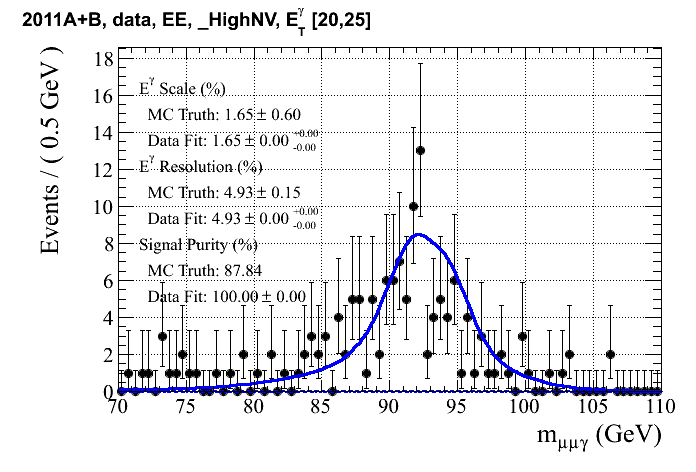 2011A+B, data, EE, _HighNV, E_T^γ [20,25]
Events / ( 0.5 GeV )
18
16
14
12
10
8
6
4
2
0
E^γ Scale (%)
MC Truth: 1.65 ± 0.60
Data Fit: 1.65 ± 0.00 +0.00 -0.00
E^γ Resolution (%)
MC Truth: 4.93 ± 0.15
Data Fit: 4.93 ± 0.00 +0.00 -0.00
Signal Purity (%)
MC Truth: 87.84
Data Fit: 100.00 ± 0.00
70 75 80 85 90 95 100 105 110
m_μμγ (GeV)